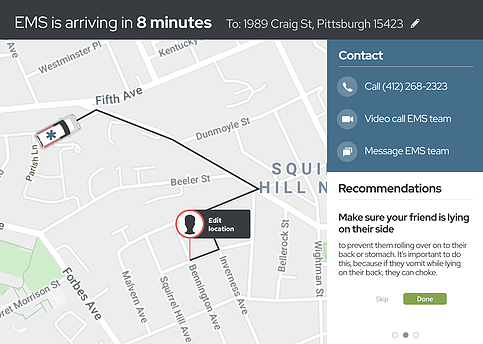 EMS is arriving in 8 minutes
To: 1989 Craig St, Pittsburgh 15423
Westminster Pl
Kentucky
Fifth Ave
Dunmoyle St
Parish Ln
Beeler St
SQUI
HILL N
Edit
location
Forbes Ave
Malvern Ave
Squirrel Hill Ave
Bennington Ave
Inverness Ave
Bellerock St
Wightman St
ret Morrison St
Contact
Call (412) 268-2323
Video call EMS team
Message EMS team
Recommendations
Make sure your friend is lying
on their side
to prevent them rolling over on to their
back or stomach. It's important to do
this, because if they vomit while lying
on their back, they can choke.
Skip
Done